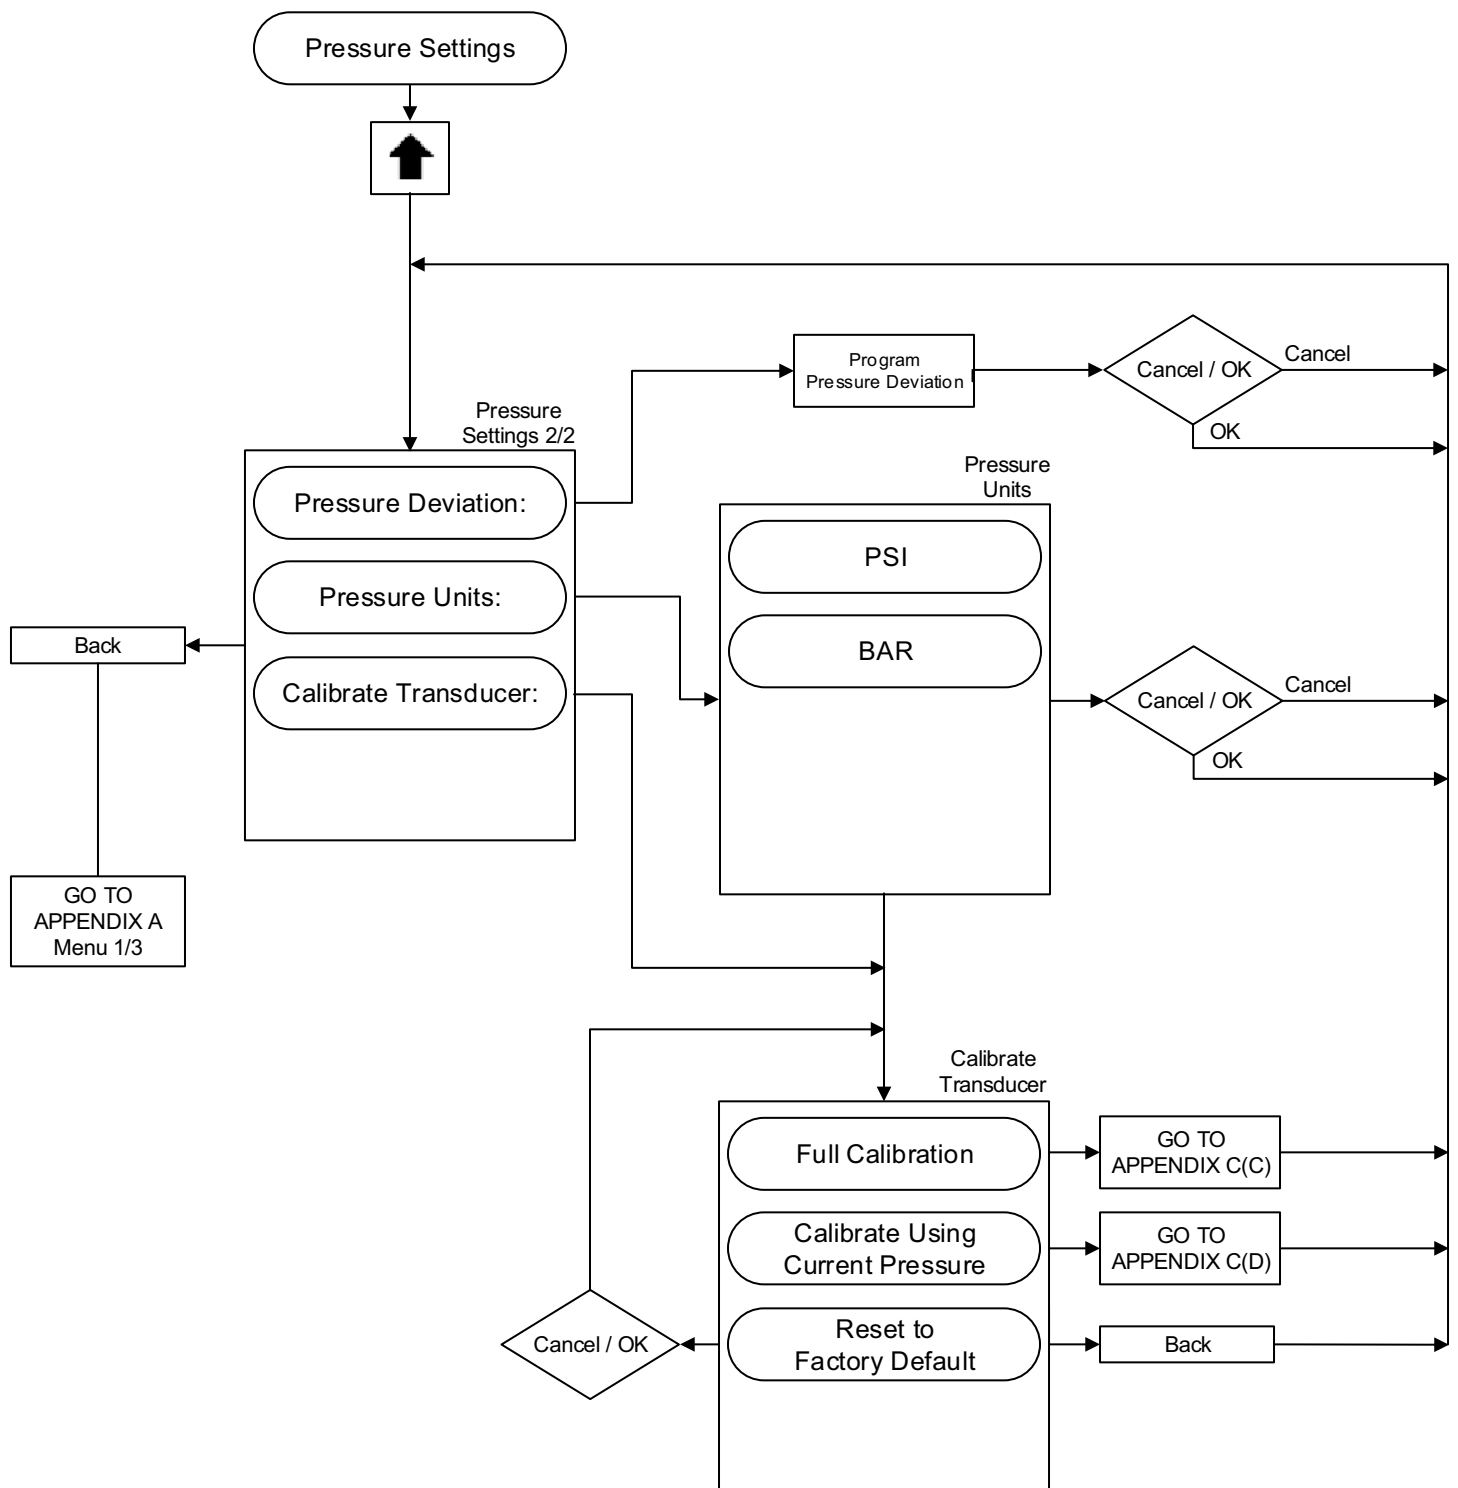 Pressure Settings
Program
Pressure Deviation
Cancel / OK
Cancel
OK
Pressure
Settings 2/2
Pressure Deviation:
Pressure Units:
Calibrate Transducer:
Back
GO TO
APPENDIX A
Menu 1/3
Pressure
Units
PSI
BAR
Cancel / OK
Cancel
OK
Calibrate
Transducer
Full Calibration
GO TO
APPENDIX C(C)
Calibrate Using
Current Pressure
GO TO
APPENDIX C(D)
Cancel / OK
Reset to
Factory Default
Back